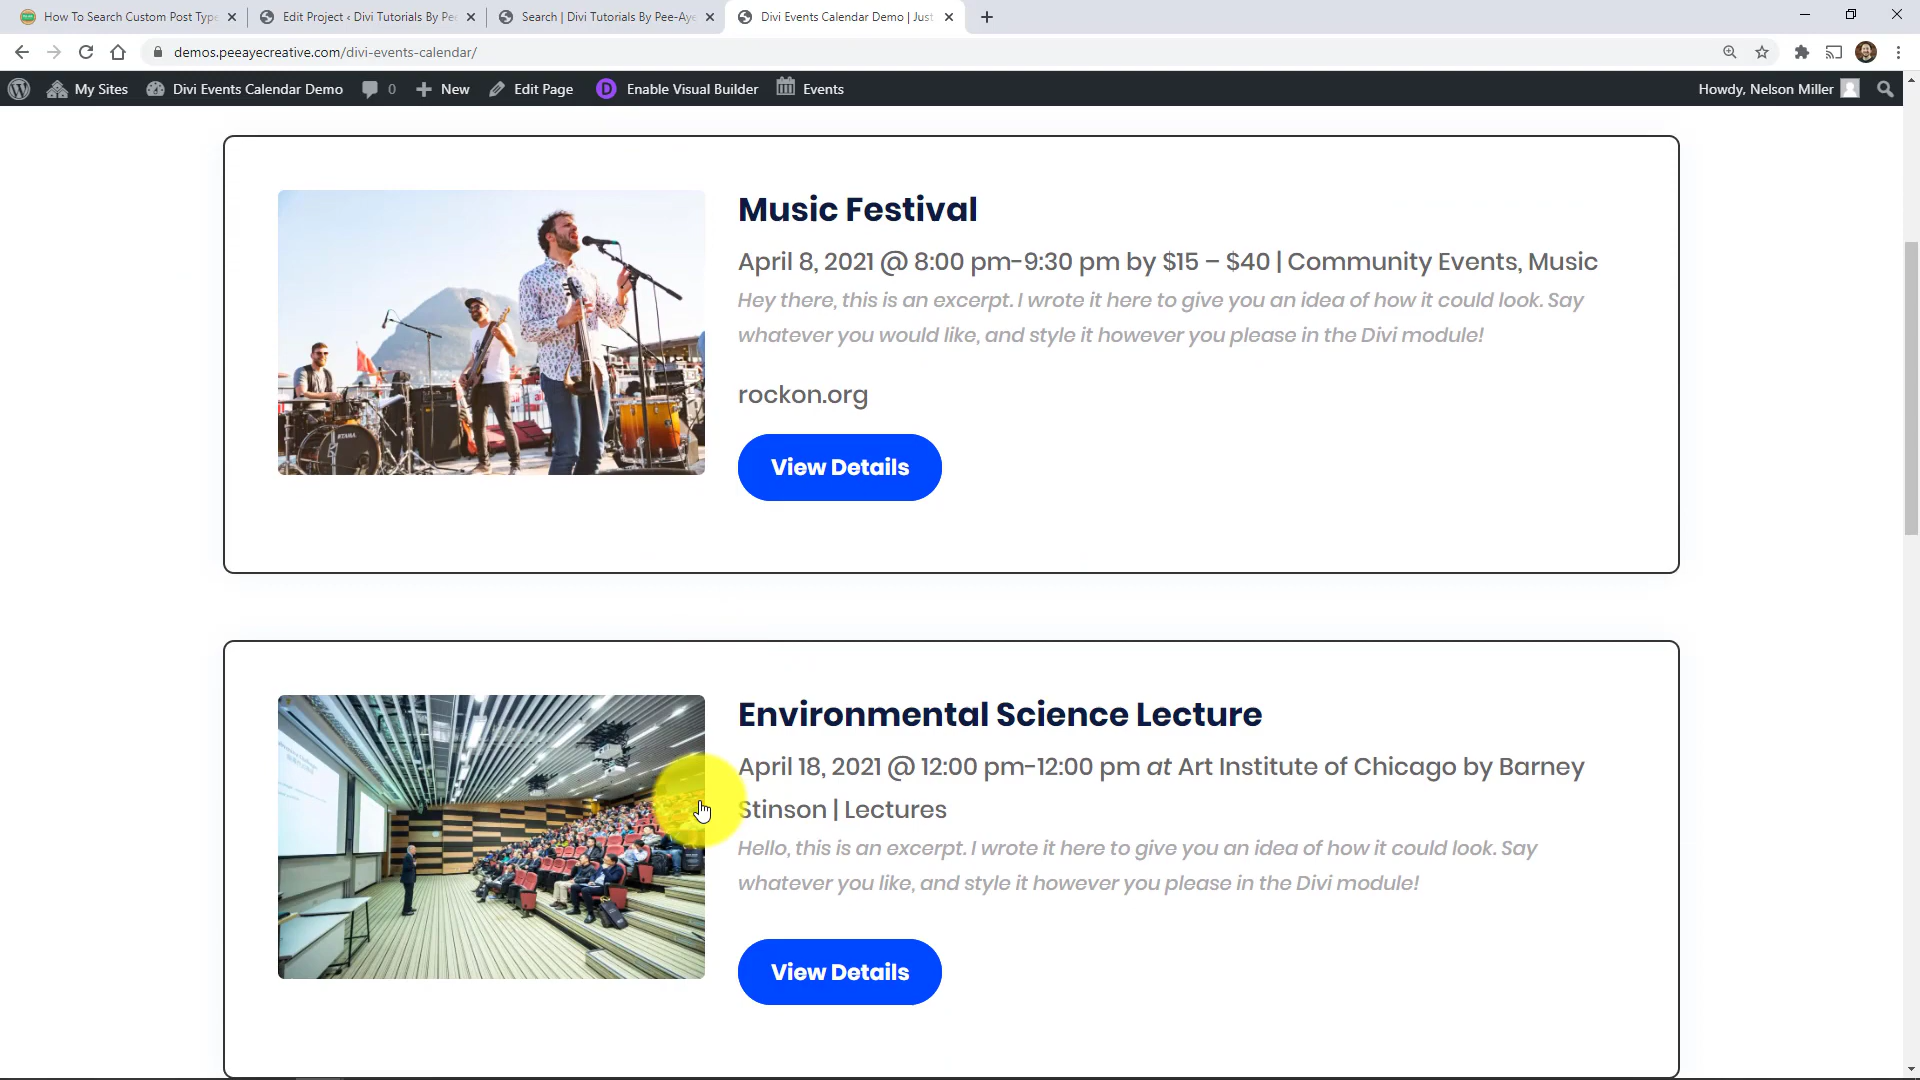 How To Search Custom Post Type
Edit Project ‹ Divi Tutorials By Pe
Search | Divi Tutorials By Pee-Aye
Divi Events Calendar Demo | Just
demos.peeayecreative.com/divi-events-calendar/
My Sites
Divi Events Calendar Demo
0
New
Edit Page
D
Enable Visual Builder
Events
Howdy, Nelson Miller
Music Festival
April 8, 2021 @ 8:00 pm-9:30 pm by $15 – $40 | Community Events, Music
Hey there, this is an excerpt. I wrote it here to give you an idea of how it could look. Say
whatever you would like, and style it however you please in the Divi module!
rockon.org
View Details
Environmental Science Lecture
April 18, 2021 @ 12:00 pm-12:00 pm at Art Institute of Chicago by Barney
Stinson | Lectures
Hello, this is an excerpt. I wrote it here to give you an idea of how it could look. Say
whatever you like, and style it however you please in the Divi module!
View Details